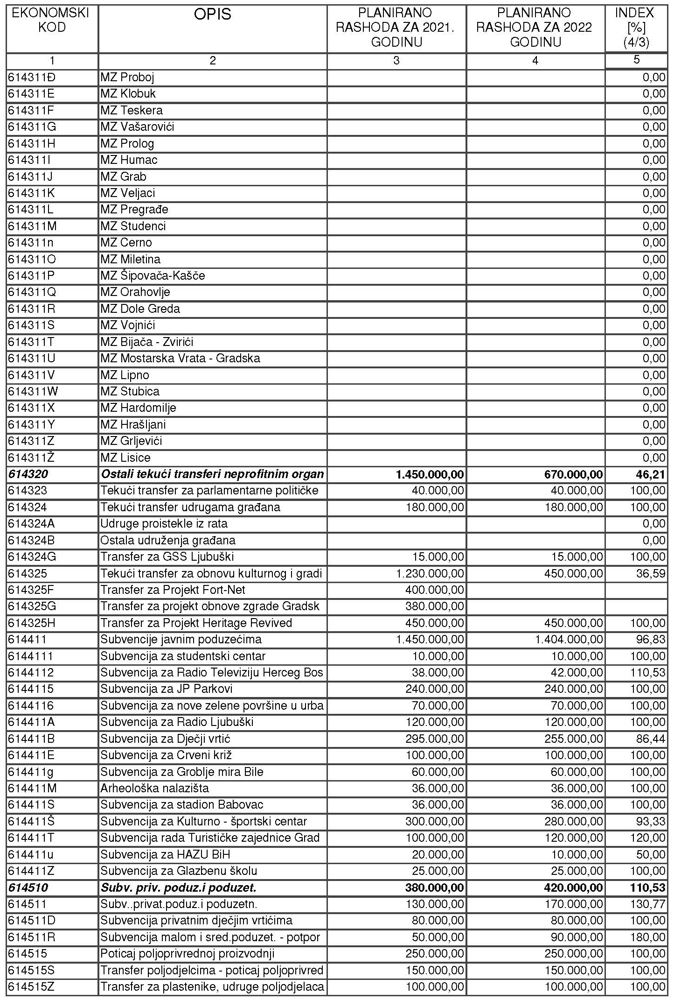 EKONOMSKI KOD OPIS PLANIRANO RASHODA ZA 2021. GODINU PLANIRANO RASHODA ZA 2022 GODINU INDEX [%] (4/3)
1 2 3 4 5
614311Đ MZ Proboj 0,00
614311E MZ Klobuk 0,00
614311F MZ Teskera 0,00
614311G MZ Vašarovići 0,00
614311H MZ Prolog 0,00
614311I MZ Humac 0,00
614311J MZ Grab 0,00
614311K MZ Veljaci 0,00
614311L MZ Pregrađe 0,00
614311M MZ Studenci 0,00
614311n MZ Cerno 0,00
614311O MZ Miletina 0,00
614311P MZ Šipovača-Kašče 0,00
614311Q MZ Orahovlje 0,00
614311R MZ Dole Greda 0,00
614311S MZ Vojnići 0,00
614311T MZ Bijača - Zvirići 0,00
614311U MZ Mostarska Vrata - Gradska 0,00
614311V MZ Lipno 0,00
614311W MZ Stubica 0,00
614311X MZ Hardomilje 0,00
614311Y MZ Hrašljani 0,00
614311Z MZ Grljevići 0,00
614311Ž MZ Lisice 0,00
614320 Ostali tekući transferi neprofitnim organ 1.450.000,00 670.000,00 46,21
614323 Tekući transfer za parlamentarne političke 40.000,00 40.000,00 100,00
614324 Tekući transfer udrugama građana 180.000,00 180.000,00 100,00
614324A Udruge proistekle iz rata 0,00
614324B Ostala udruženja građana 0,00
614324G Transfer za GSS Ljubuški 15.000,00 15.000,00 100,00
614325 Tekući transfer za obnovu kulturnog i gradi 1.230.000,00 450.000,00 36,59
614325F Transfer za Projekt Fort-Net 400.000,00
614325G Transfer za projekt obnove zgrade Gradsk 380.000,00
614325H Transfer za Projekt Heritage Revived 450.000,00 450.000,00 100,00
614411 Subvencije javnim poduzećima 1.450.000,00 1.404.000,00 96,83
6144111 Subvencija za studentski centar 10.000,00 10.000,00 100,00
6144112 Subvencija za Radio Televiziju Herceg Bos 38.000,00 42.000,00 110,53
6144115 Subvencija za JP Parkovi 240.000,00 240.000,00 100,00
6144116 Subvencija za nove zelene površine u urba 70.000,00 70.000,00 100,00
614411A Subvencija za Radio Ljubuški 120.000,00 120.000,00 100,00
614411B Subvencija za Dječji vrtić 295.000,00 255.000,00 86,44
614411E Subvencija za Crveni križ 100.000,00 100.000,00 100,00
614411g Subvencija za Groblje mira Bile 60.000,00 60.000,00 100,00
614411M Arheološka nalazišta 36.000,00 36.000,00 100,00
614411S Subvencija za stadion Babovac 36.000,00 36.000,00 100,00
614411Š Subvencija za Kulturno - športski centar 300.000,00 280.000,00 93,33
614411T Subvencija rada Turističke zajednice Grad 100.000,00 120.000,00 120,00
614411u Subvencija za HAZU BiH 20.000,00 10.000,00 50,00
614411Z Subvencija za Glazbenu školu 25.000,00 25.000,00 100,00
614510 Subv. priv. poduz.i poduzet. 380.000,00 420.000,00 110,53
614511 Subv..privat.poduz.i poduzetn. 130.000,00 170.000,00 130,77
614511D Subvencija privatnim dječjim vrtićima 80.000,00 80.000,00 100,00
614511R Subvencija malom i sred.poduzet. - potpor 50.000,00 90.000,00 180,00
614515 Poticaj poljoprivrednoj proizvodnji 250.000,00 250.000,00 100,00
614515S Transfer poljodjelcima - poticaj poljoprivred 150.000,00 150.000,00 100,00
614515Z Transfer za plastenike, udruge poljodjelaca 100.000,00 100.000,00 100,00